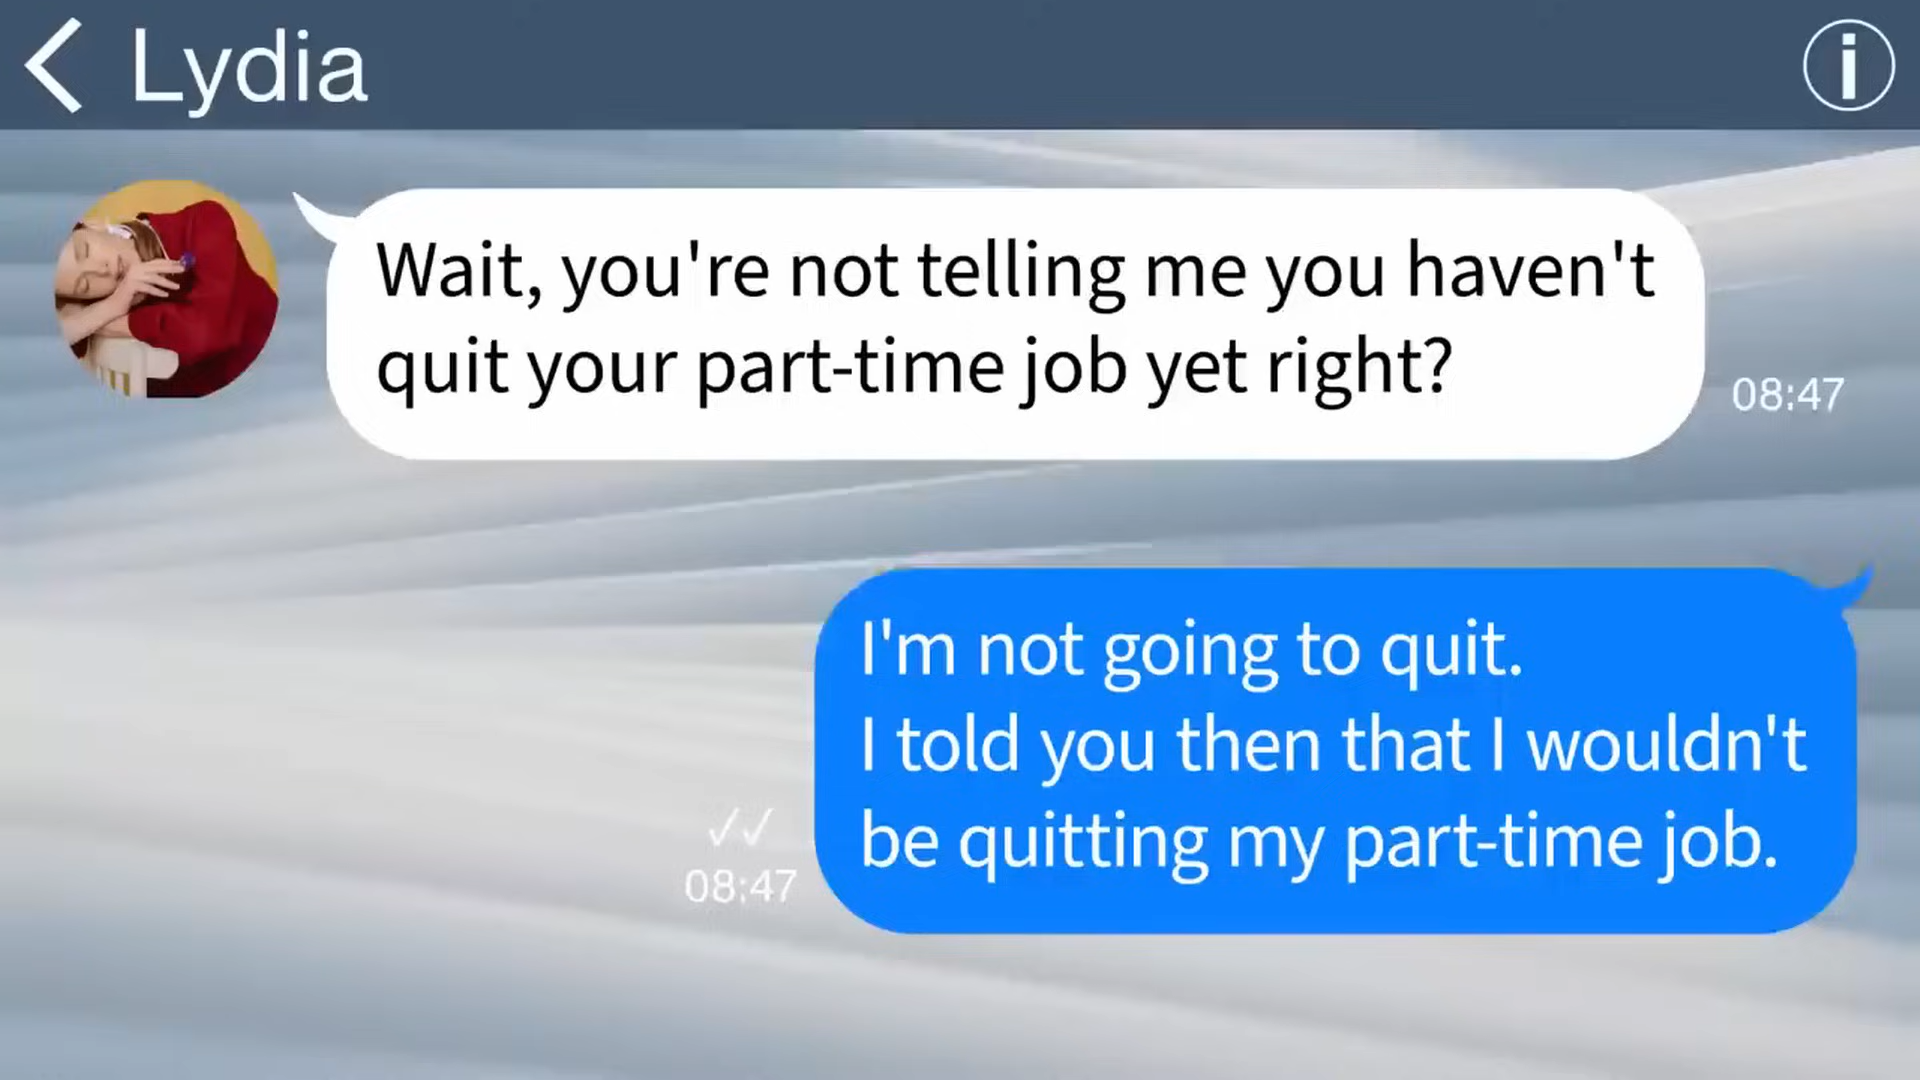 Lydia
Wait, you're not telling me you haven't
quit your part-time job yet right?
08:47
I'm not going to quit.
I told you then that I wouldn't
be quitting my part-time job.
08:47